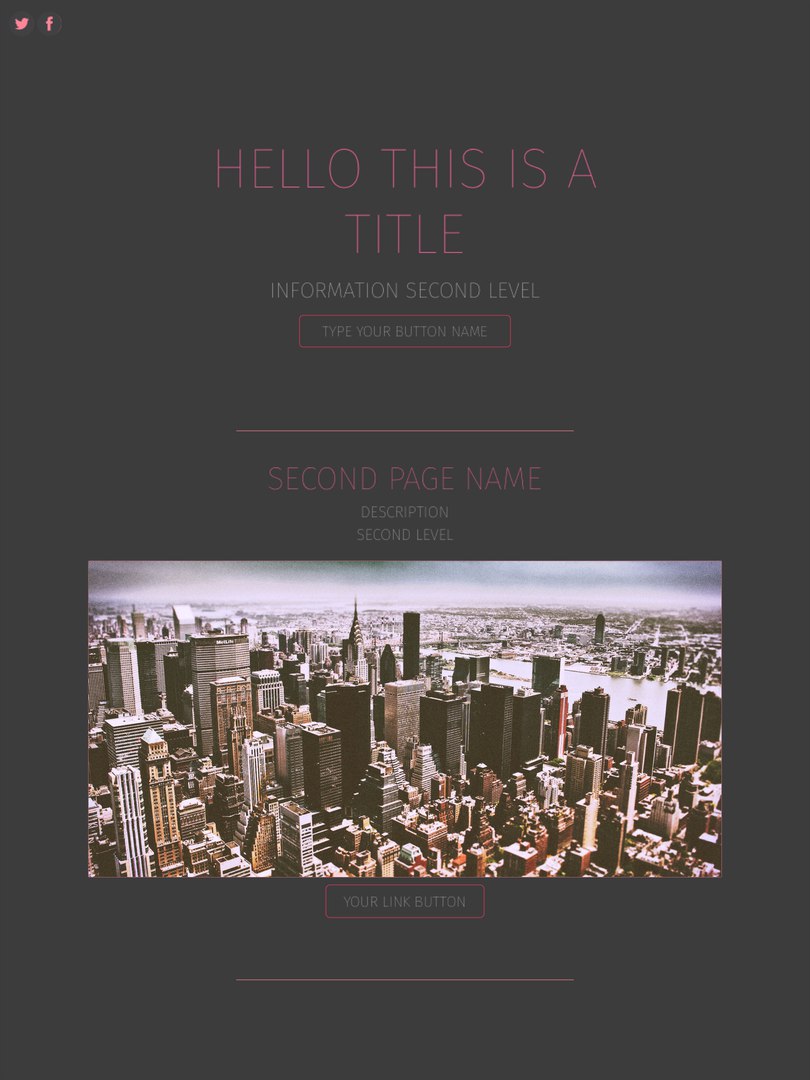 HELLO THIS IS A
TITLE
INFORMATION SECOND LEVEL
TYPE YOUR BUTTON NAME
SECOND PAGE NAME
DESCRIPTION
SECOND LEVEL
MetLife
YOUR LINK BUTTON